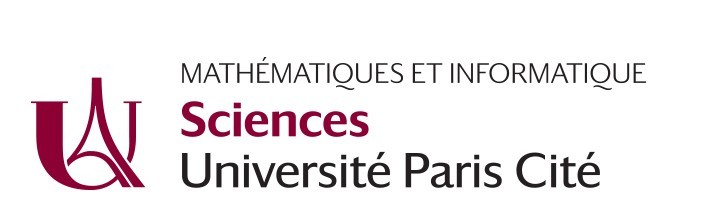 MATHÉMATIQUES ET INFORMATIQUE
Sciences
Université Paris Cité